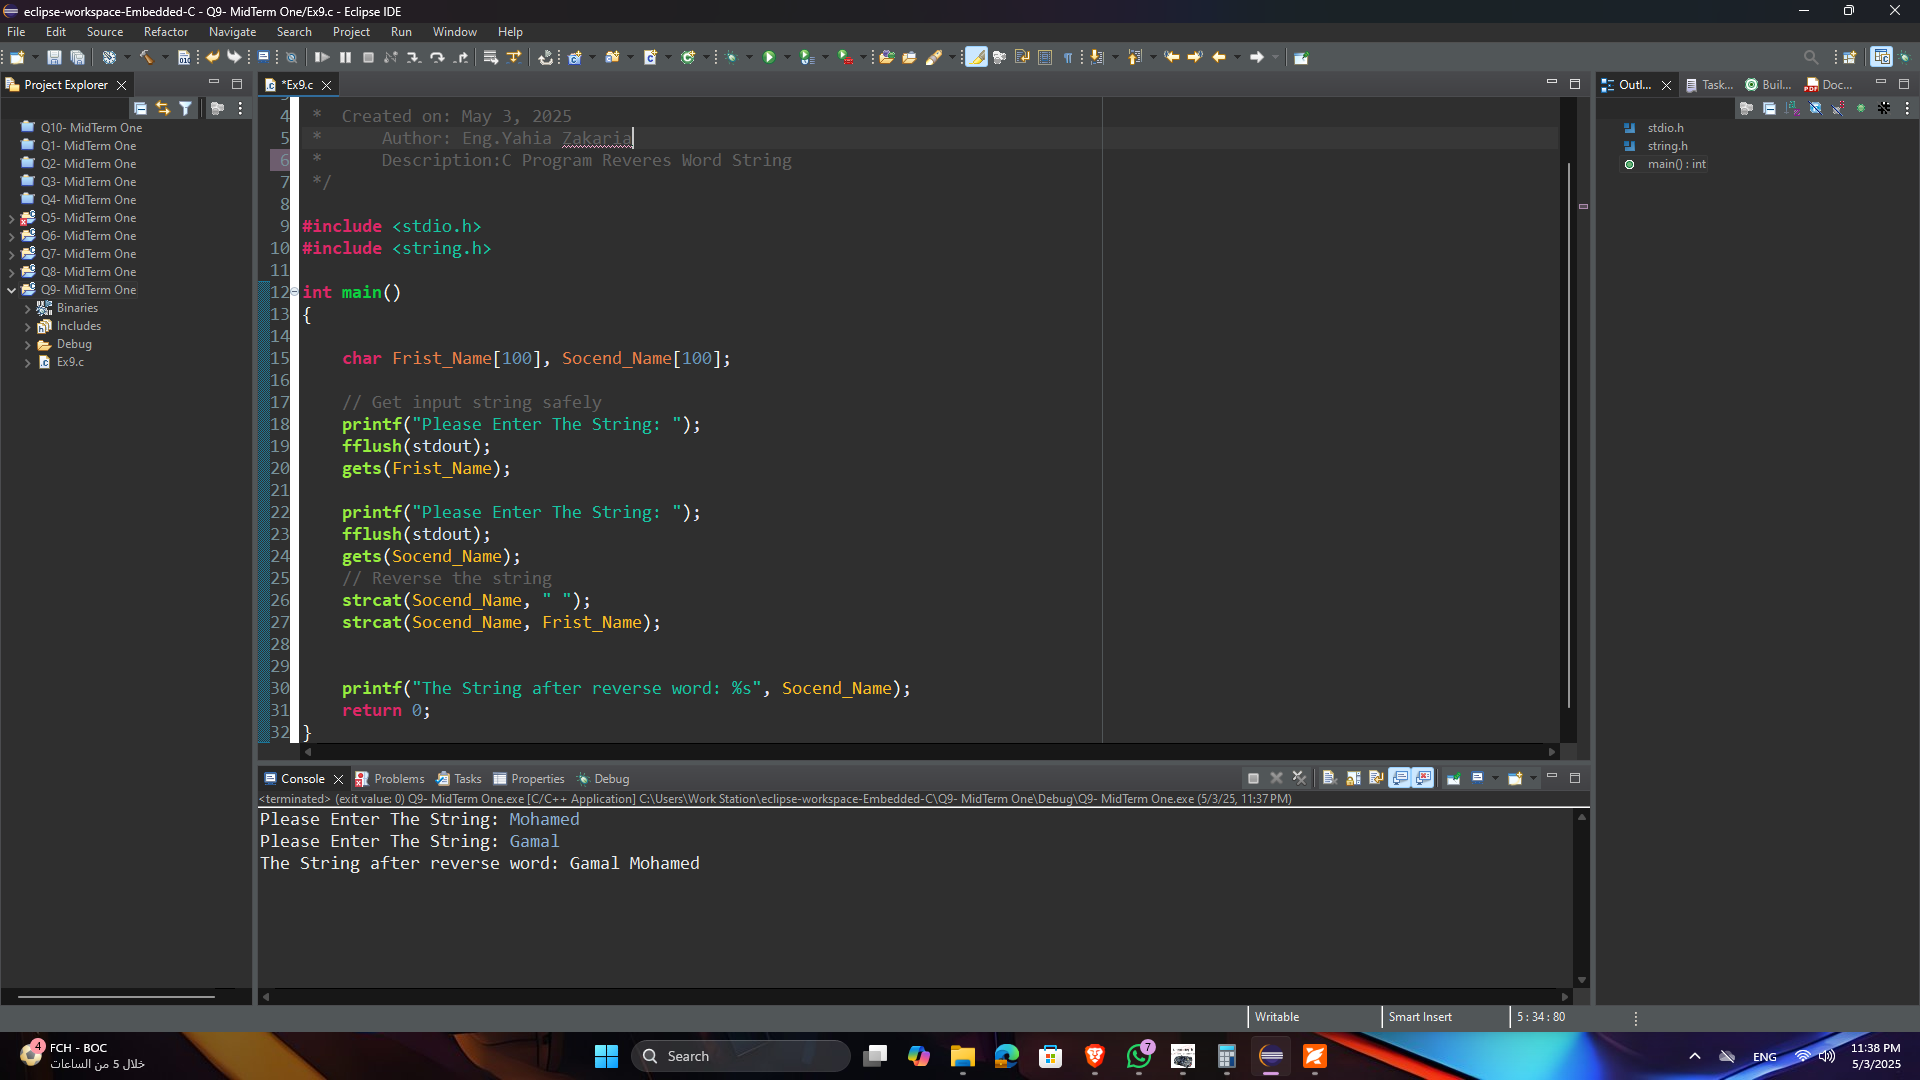 eclipse-workspace-Embedded-C - Q9- MidTerm One/Ex9.c - Eclipse IDE
File Edit Source Refactor Navigate Search Project Run Window Help
Project Explorer
Q10- MidTerm One
Q1- MidTerm One
Q2- MidTerm One
Q3- MidTerm One
Q4- MidTerm One
Q5- MidTerm One
Q6- MidTerm One
Q7- MidTerm One
Q8- MidTerm One
Q9- MidTerm One
Binaries
Includes
Debug
Ex9.c
*Ex9.c
4 * Created on: May 3, 2025
5 * Author: Eng.Yahia Zakaria
6 * Description:C Program Reveres Word String
7 */
8
9 #include <stdio.h>
10 #include <string.h>
11
12 int main()
13 {
14
15 char Frist_Name[100], Socend_Name[100];
16
17 // Get input string safely
18 printf("Please Enter The String: ");
19 fflush(stdout);
20 gets(Frist_Name);
21
22 printf("Please Enter The String: ");
23 fflush(stdout);
24 gets(Socend_Name);
25 // Reverse the string
26 strcat(Socend_Name, " ");
27 strcat(Socend_Name, Frist_Name);
28
29
30 printf("The String after reverse word: %s", Socend_Name);
31 return 0;
32 }
Outl... Task... Buil... Doc...
stdio.h
string.h
main() : int
Console Problems Tasks Properties Debug
<terminated> (exit value: 0) Q9- MidTerm One.exe [C/C++ Application] C:\Users\Work Station\eclipse-workspace-Embedded-C\Q9- MidTerm One\Debug\Q9- MidTerm One.exe (5/3/25, 11:37 PM)
Please Enter The String: Mohamed
Please Enter The String: Gamal
The String after reverse word: Gamal Mohamed
Writable Smart Insert 5 : 34 : 80
4
FCH - BOC
خلال 5 من الساعات
Search
7
ENG
11:38 PM
5/3/2025